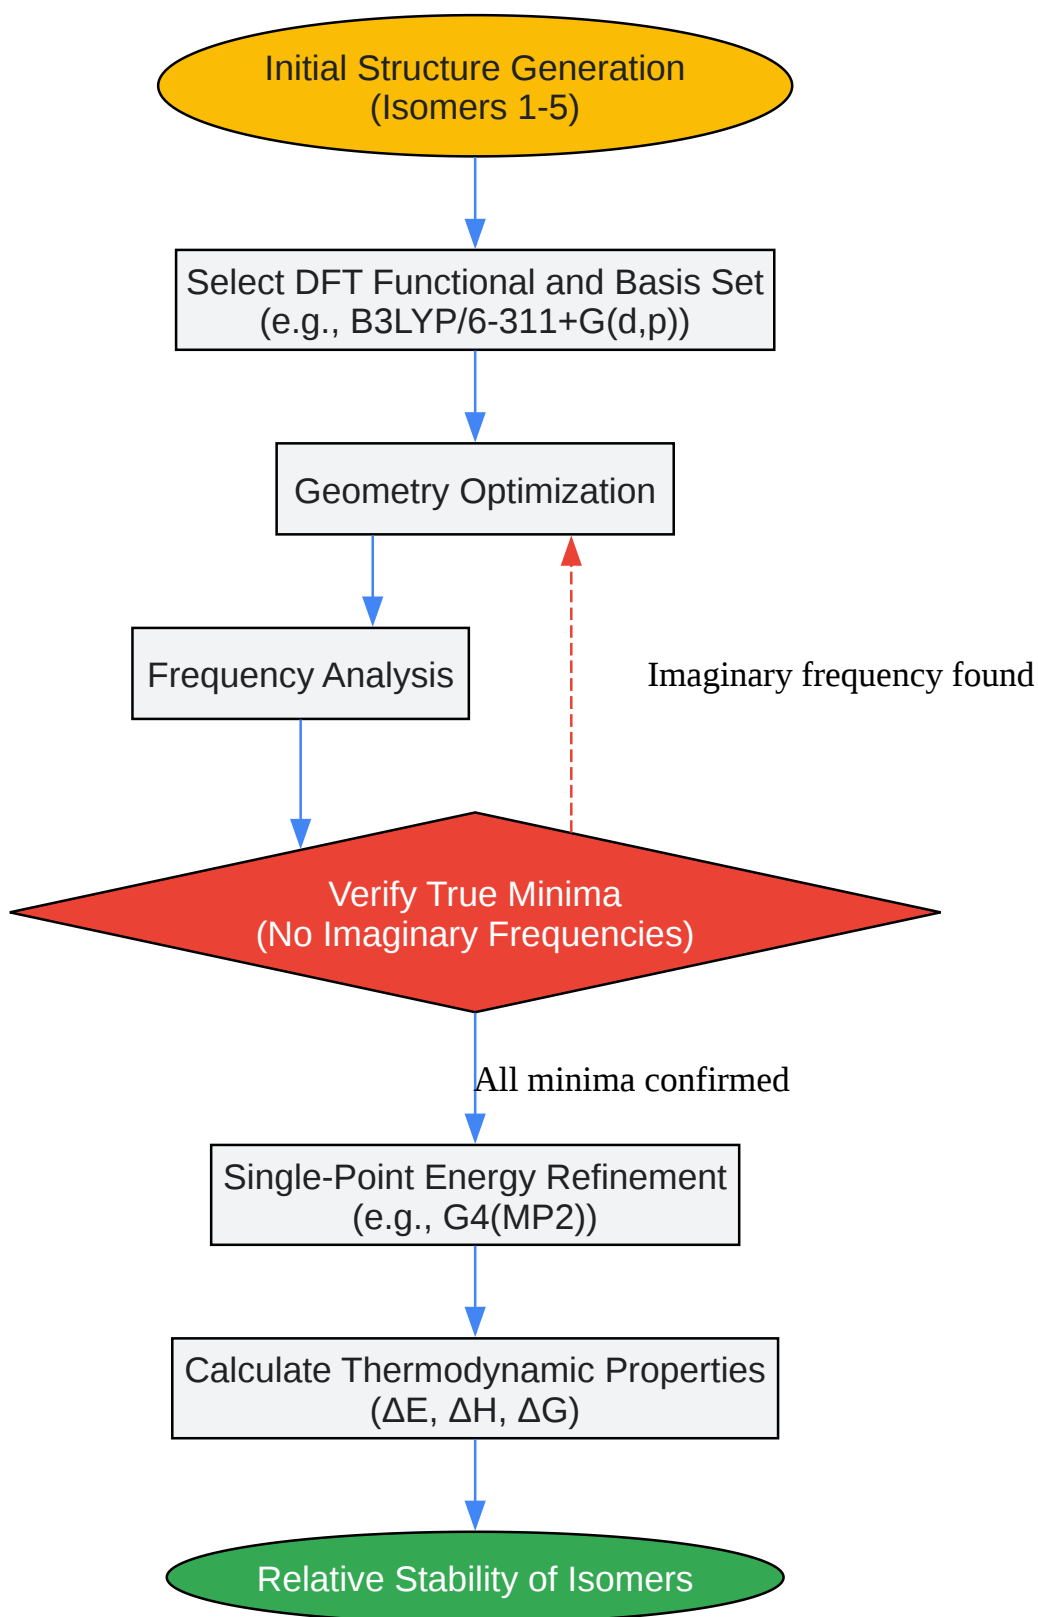 Initial Structure Generation
(Isomers 1-5)
Select DFT Functional and Basis Set
(e.g., B3LYP/6-311+G(d,p))
Geometry Optimization
Frequency Analysis
Imaginary frequency found
Verify True Minima
(No Imaginary Frequencies)
All minima confirmed
Single-Point Energy Refinement
(e.g., G4(MP2))
Calculate Thermodynamic Properties
(ΔE, ΔH, ΔG)
Relative Stability of Isomers